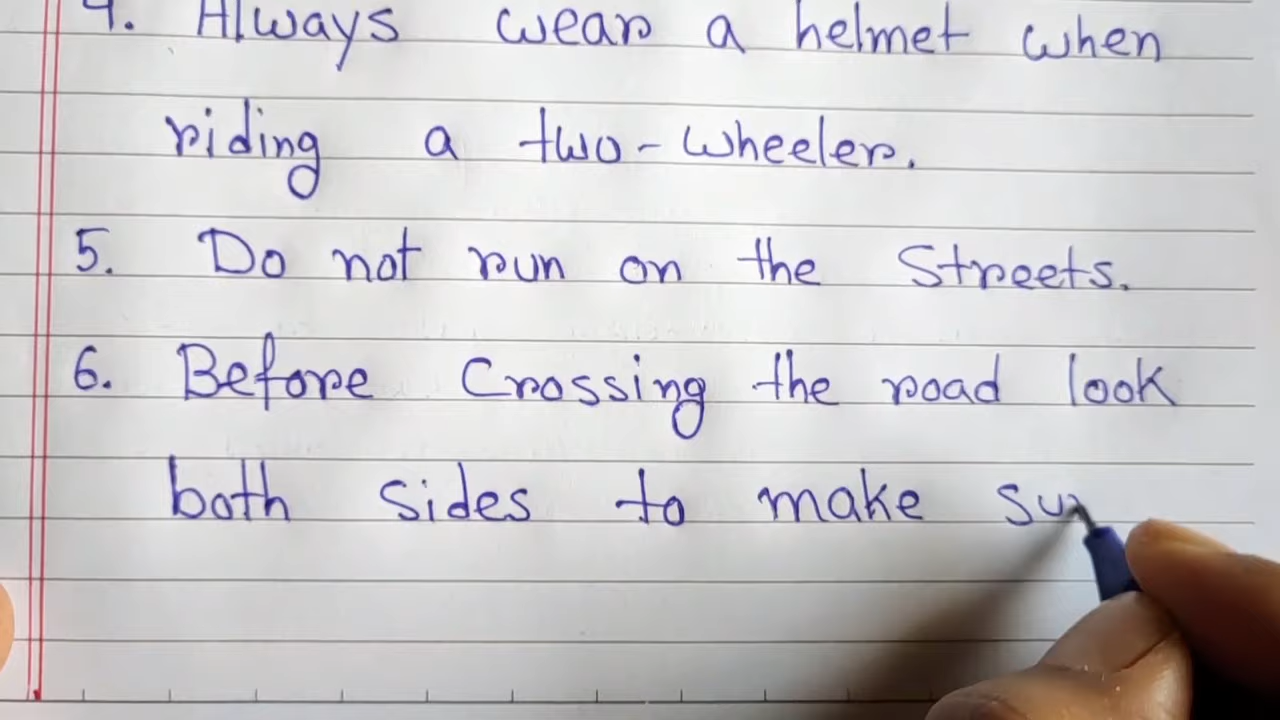 4. Always wear a helmet when
riding a two-wheeler.
5. Do not run on the Streets.
6. Before Crossing the road look
both sides to make su